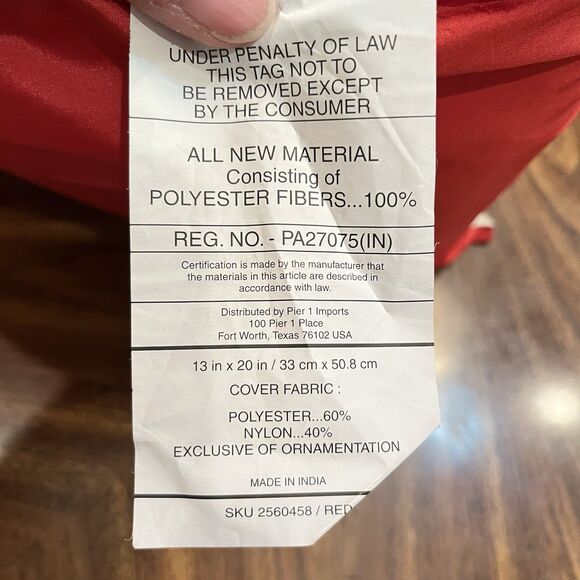 UNDER PENALTY OF LAW
THIS TAG NOT TO
BE REMOVED EXCEPT
BY THE CONSUMER
ALL NEW MATERIAL
Consisting of
POLYESTER FIBERS...100%
REG. NO. - PA27075(IN)
Certification is made by the manufacturer that
the materials in this article are described in
accordance with law.
Distributed by Pier 1 Imports
100 Pier 1 Place
Fort Worth, Texas 76102 USA
13 in x 20 in / 33 cm x 50.8 cm
COVER FABRIC :
POLYESTER...60%
NYLON...40%
EXCLUSIVE OF ORNAMENTATION
MADE IN INDIA
SKU 2560458 / RED